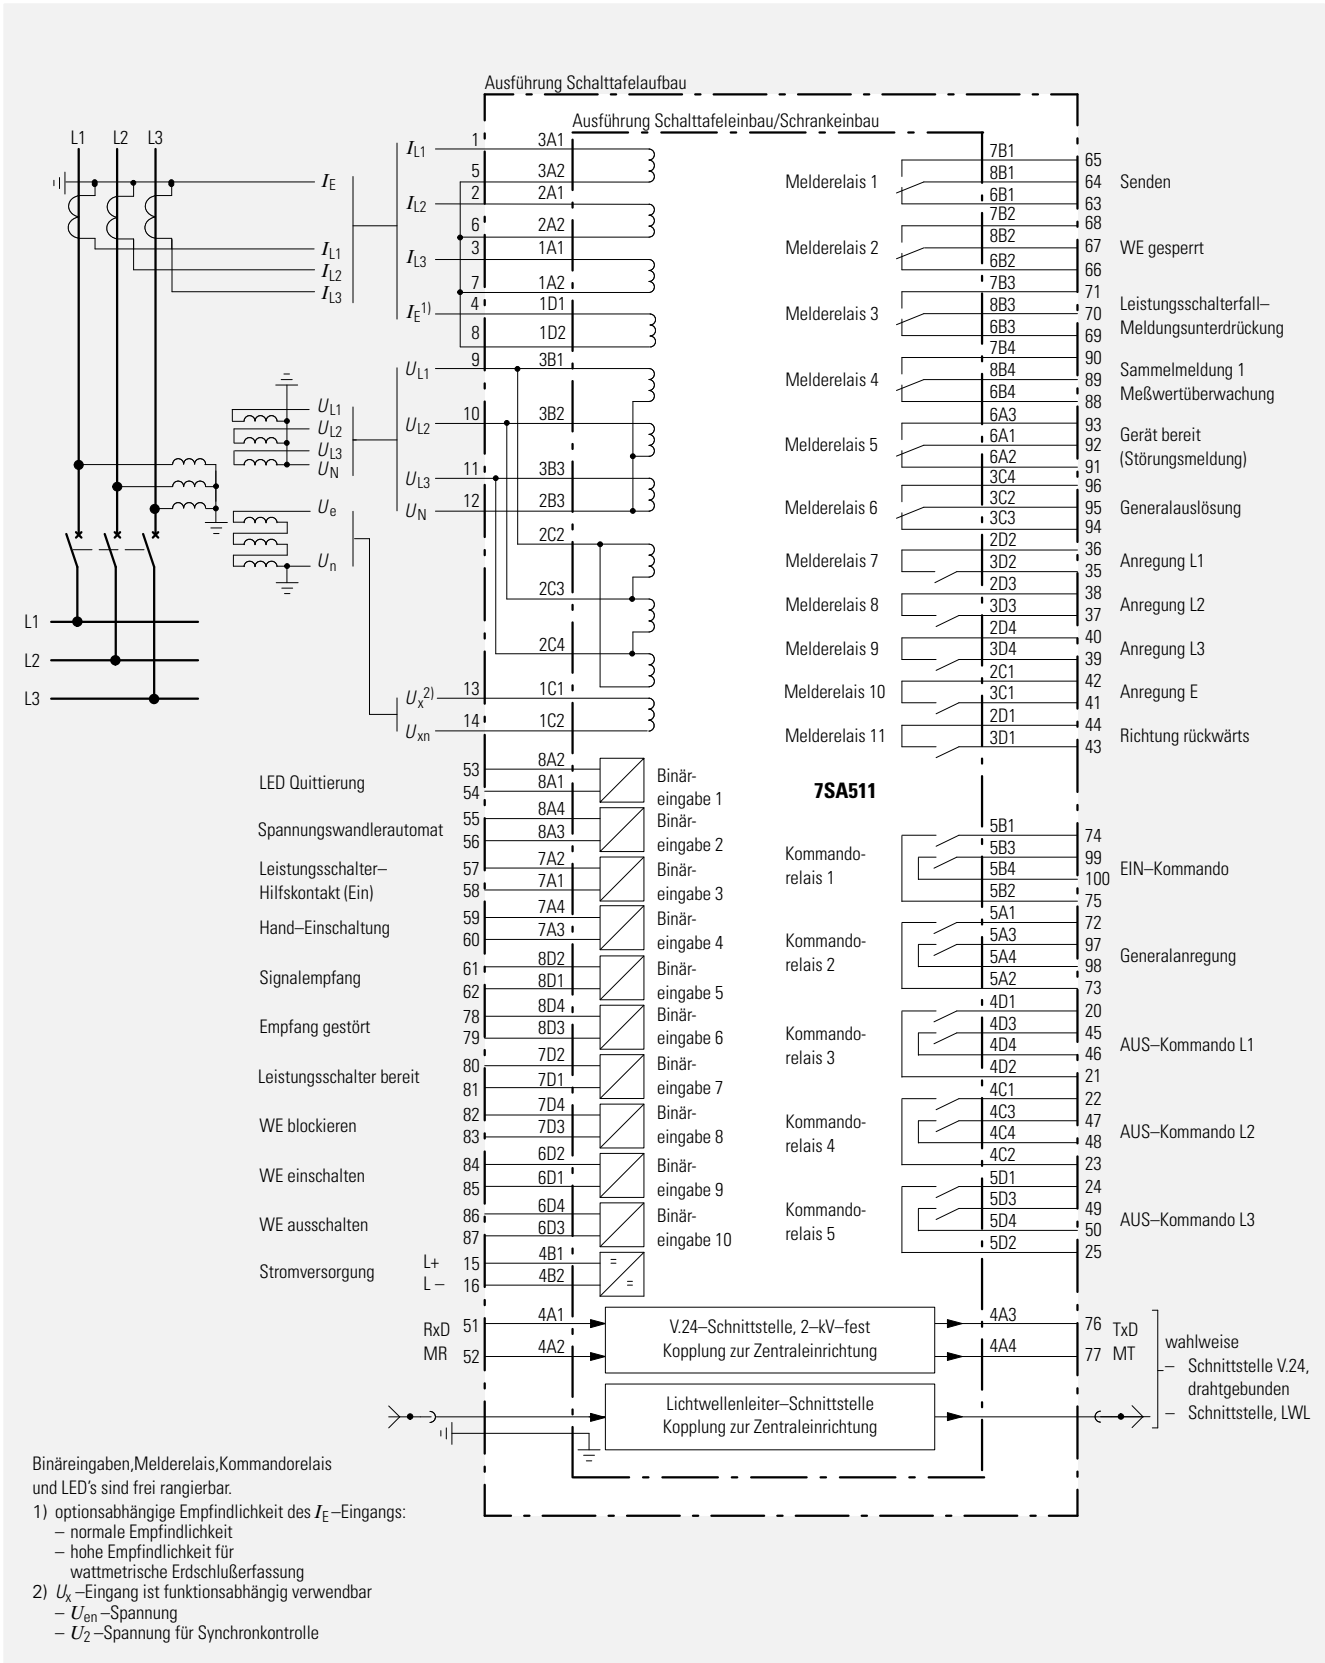 Ausführung Schalttafelaufbau
Ausführung Schalttafeleinbau/Schrankeinbau
L1 L2 L3
IE
IL1
IL2
IL3
IL1 1 3A1
5 3A2
IL2 2 2A1
6 2A2
IL3 3 1A1
7 1A2
IE1) 4 1D1
8 1D2
UL1 9 3B1
UL2 10 3B2
UL3 11 3B3
UN 12 2B3
2C2
2C3
2C4
UL1
UL2
UL3
UN
Ue
Un
L1
L2
L3
Ux2) 13 1C1
Uxn 14 1C2
Melderelais 1
7B1 65
8B1 64 Senden
6B1 63
Melderelais 2
7B2 68
8B2 67 WE gesperrt
6B2 66
Melderelais 3
7B3 71
8B3 70 Leistungsschalterfall–
6B3 69 Meldungsunterdrückung
Melderelais 4
7B4 90
8B4 89 Sammelmeldung 1
6B4 88 Meßwertüberwachung
Melderelais 5
6A3 93
6A1 92 Gerät bereit
6A2 91 (Störungsmeldung)
Melderelais 6
3C4 96
3C2 95 Generalauslösung
3C3 94
Melderelais 7
2D2 36
3D2 35 Anregung L1
Melderelais 8
2D3 38
3D3 37 Anregung L2
Melderelais 9
2D4 40
3D4 39 Anregung L3
Melderelais 10
2C1 42
3C1 41 Anregung E
Melderelais 11
2D1 44
3D1 43 Richtung rückwärts
7SA511
LED Quittierung
53 8A2 Binär-
54 8A1 eingabe 1
Spannungswandlerautomat
55 8A4 Binär-
56 8A3 eingabe 2
Leistungsschalter–
Hilfskontakt (Ein)
57 7A2 Binär-
58 7A1 eingabe 3
Hand–Einschaltung
59 7A4 Binär-
60 7A3 eingabe 4
Signalempfang
61 8D2 Binär-
62 8D1 eingabe 5
Empfang gestört
78 8D4 Binär-
79 8D3 eingabe 6
Leistungsschalter bereit
80 7D2 Binär-
81 7D1 eingabe 7
WE blockieren
82 7D4 Binär-
83 7D3 eingabe 8
WE einschalten
84 6D2 Binär-
85 6D1 eingabe 9
WE ausschalten
86 6D4 Binär-
87 6D3 eingabe 10
Stromversorgung
L+ 15 4B1 =
L – 16 4B2 =
Kommando-
relais 1
5B1 74
5B3 99
5B4 100 EIN–Kommando
5B2 75
Kommando-
relais 2
5A1 72
5A3 97
5A4 98 Generalanregung
5A2 73
Kommando-
relais 3
4D1 20
4D3 45
4D4 46 AUS–Kommando L1
4D2 21
Kommando-
relais 4
4C1 22
4C3 47
4C4 48 AUS–Kommando L2
4C2 23
Kommando-
relais 5
5D1 24
5D3 49
5D4 50 AUS–Kommando L3
5D2 25
RxD 51 4A1
MR 52 4A2
V.24–Schnittstelle, 2–kV–fest
Kopplung zur Zentraleinrichtung
4A3 76 TxD
4A4 77 MT
Lichtwellenleiter–Schnittstelle
Kopplung zur Zentraleinrichtung
wahlweise
– Schnittstelle V.24,
drahtgebunden
– Schnittstelle, LWL
Binäreingaben,Melderelais,Kommandorelais
und LED's sind frei rangierbar.
1) optionsabhängige Empfindlichkeit des IE–Eingangs:
– normale Empfindlichkeit
– hohe Empfindlichkeit für
wattmetrische Erdschlußerfassung
2) Ux –Eingang ist funktionsabhängig verwendbar
– Uen –Spannung
– U2 –Spannung für Synchronkontrolle